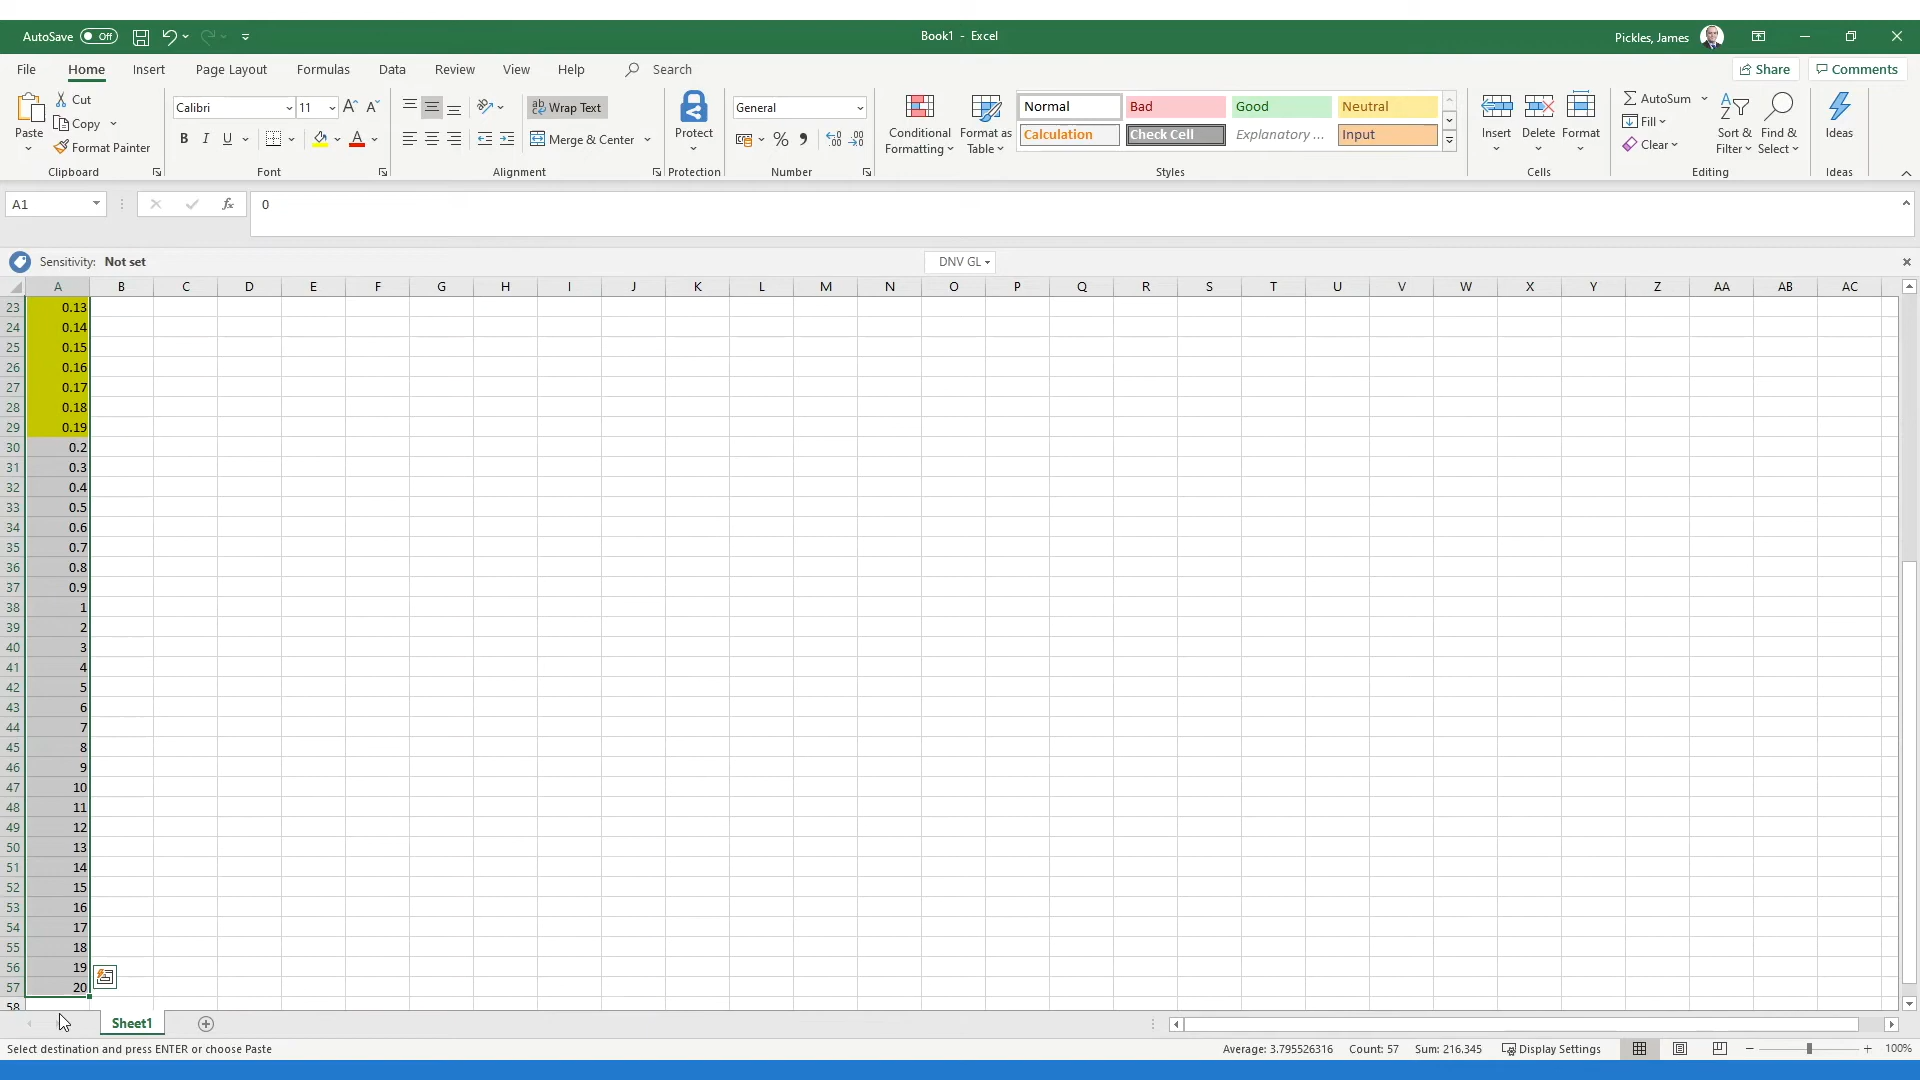 AutoSave Off Book1 - Excel Pickles, James
File Home Insert Page Layout Formulas Data Review View Help Search Share Comments
Paste Cut Copy Format Painter Clipboard
Calibri 11 B I U A Font
Wrap Text Merge & Center Alignment
Protect Protection
General % Number
Conditional Formatting Format as Table
Normal Bad Good Neutral
Calculation Check Cell Explanatory ... Input
Styles
Insert Delete Format Cells
AutoSum Fill Clear Sort & Filter Find & Select Editing
Ideas Ideas
A1 fx 0
Sensitivity: Not set DNV GL
A B C D E F G H I J K L M N O P Q R S T U V W X Y Z AA AB AC
23 0.13
24 0.14
25 0.15
26 0.16
27 0.17
28 0.18
29 0.19
30 0.2
31 0.3
32 0.4
33 0.5
34 0.6
35 0.7
36 0.8
37 0.9
38 1
39 2
40 3
41 4
42 5
43 6
44 7
45 8
46 9
47 10
48 11
49 12
50 13
51 14
52 15
53 16
54 17
55 18
56 19
57 20
58
Sheet1
Select destination and press ENTER or choose Paste Average: 3.795526316 Count: 57 Sum: 216.345 Display Settings 100%